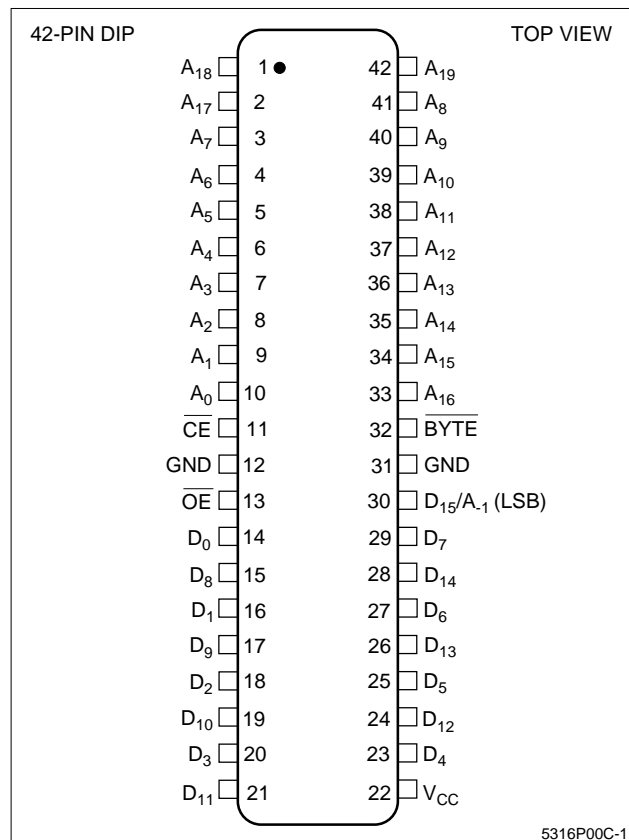 42-PIN DIP TOP VIEW
A18 1 42 A19
A17 2 41 A8
A7 3 40 A9
A6 4 39 A10
A5 5 38 A11
A4 6 37 A12
A3 7 36 A13
A2 8 35 A14
A1 9 34 A15
A0 10 33 A16
CE 11 32 BYTE
GND 12 31 GND
OE 13 30 D15/A-1 (LSB)
D0 14 29 D7
D8 15 28 D14
D1 16 27 D6
D9 17 26 D13
D2 18 25 D5
D10 19 24 D12
D3 20 23 D4
D11 21 22 VCC
5316P00C-1